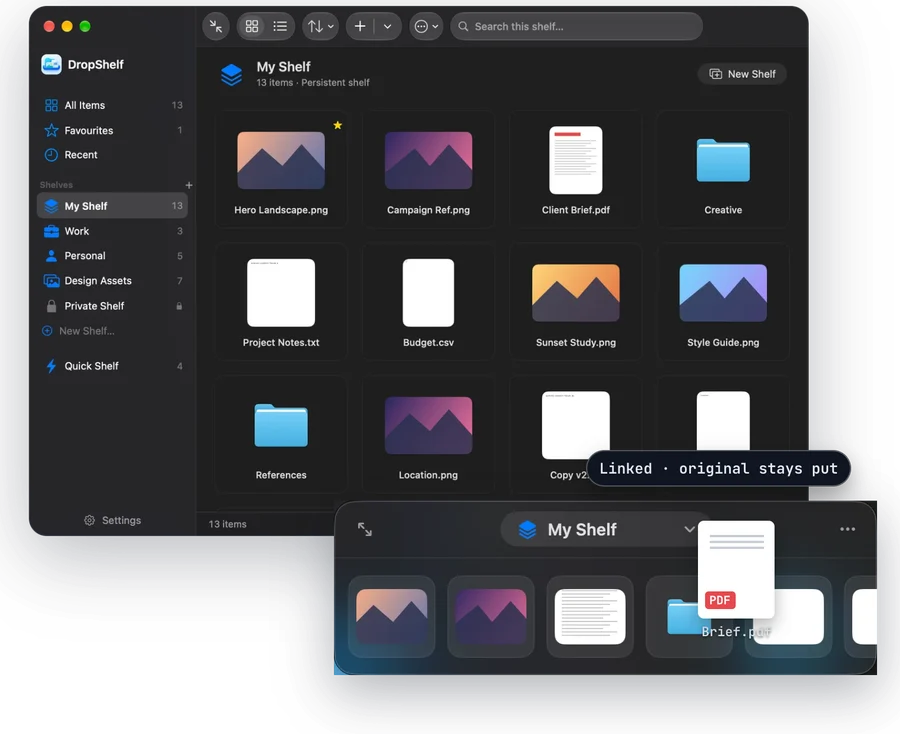 Search this shelf...
DropShelf
My Shelf
13 items · Persistent shelf
New Shelf
All Items 13
Favourites 1
Recent
Shelves
My Shelf 13
Work 3
Personal 5
Design Assets 7
Private Shelf
New Shelf...
Quick Shelf 4
Settings
Hero Landscape.png
Campaign Ref.png
Client Brief.pdf
Creative
Project Notes.txt
Budget.csv
Sunset Study.png
Style Guide.png
References
Location.png
Copy v2
13 items
Linked · original stays put
My Shelf
PDF
Brief.pdf